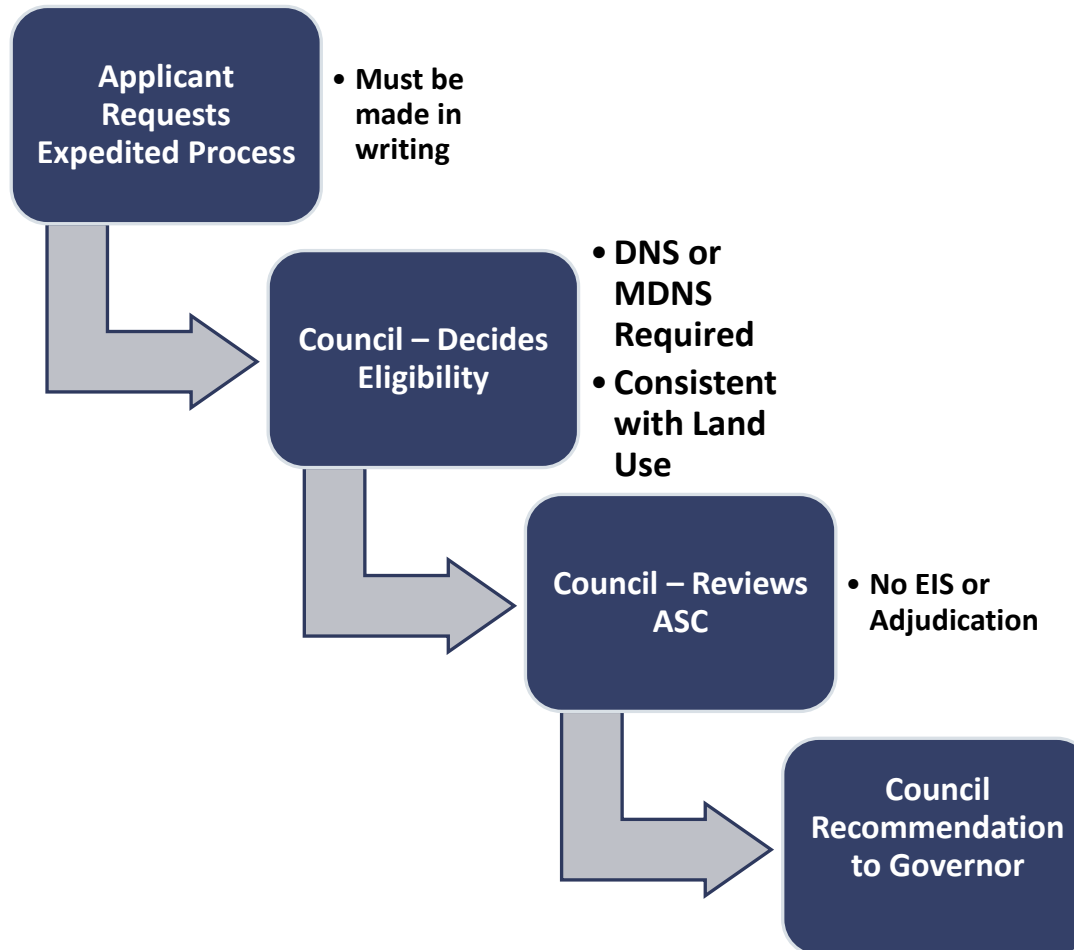 Applicant
Requests
Expedited Process
• Must be
made in
writing
Council – Decides
Eligibility
• DNS or
MDNS
Required
• Consistent
with Land
Use
Council – Reviews
ASC
• No EIS or
Adjudication
Council
Recommendation
to Governor